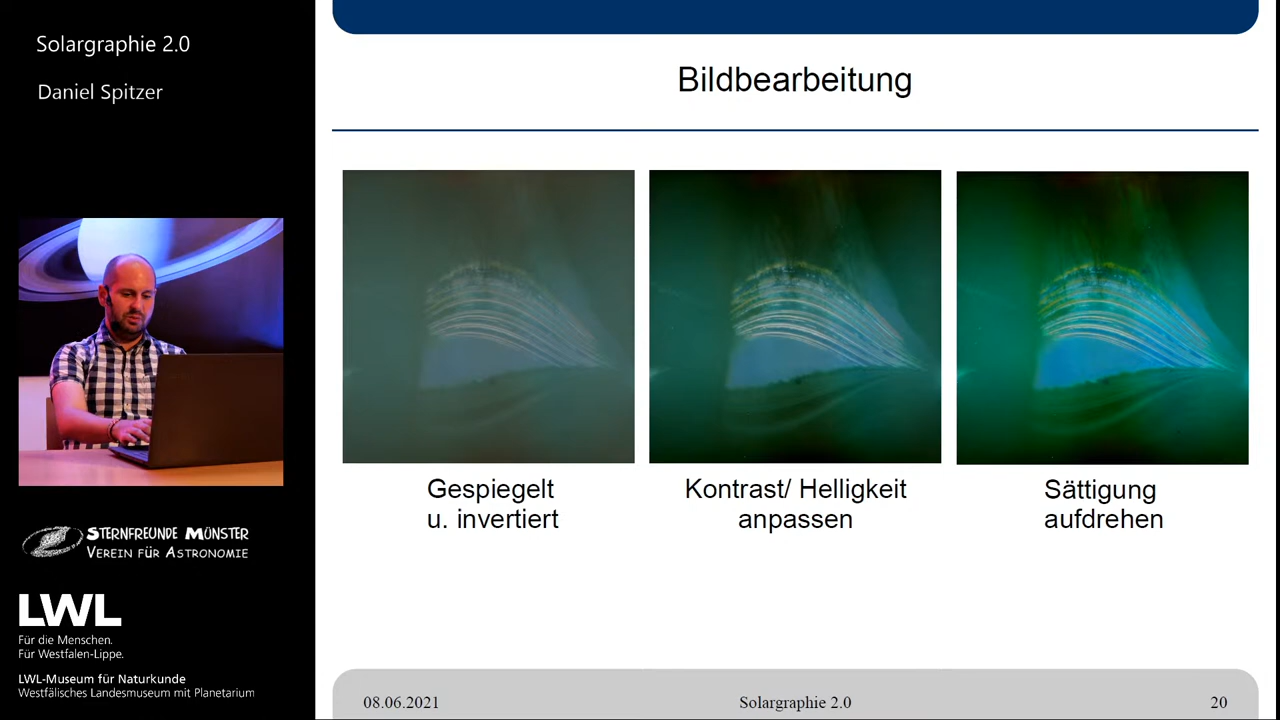 Solargraphie 2.0
Daniel Spitzer
STERNFREUNDE MÜNSTER
VEREIN FÜR ASTRONOMIE
LWL
Für die Menschen.
Für Westfalen-Lippe.
LWL-Museum für Naturkunde
Westfälisches Landesmuseum mit Planetarium
Bildbearbeitung
Gespiegelt
u. invertiert
Kontrast/ Helligkeit
anpassen
Sättigung
aufdrehen
08.06.2021
Solargraphie 2.0
20